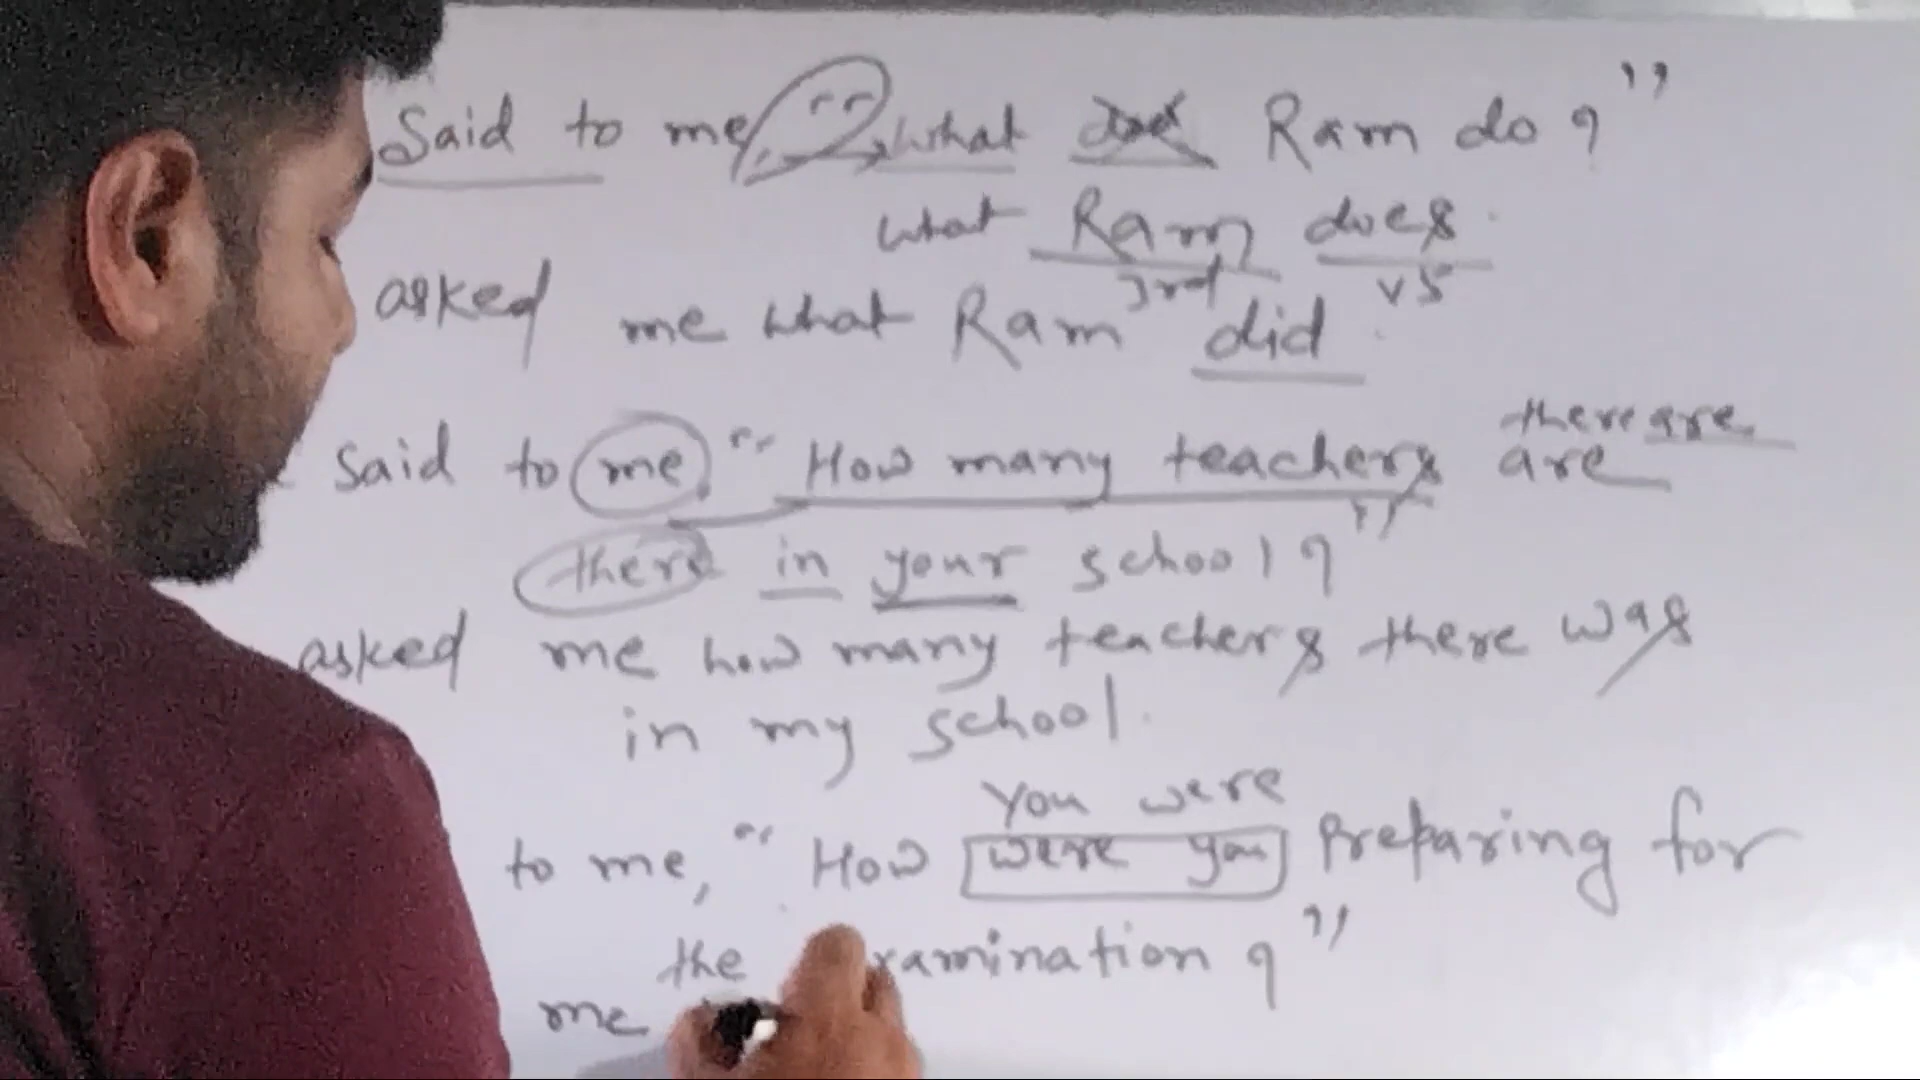 Said to me, "What does Ram do ?"
What Ram does.
3rd V5
asked me what Ram did.
there are
said to me "How many teachers are
there in your school ?"
asked me how many teachers there was
in my school.
You were
to me, "How were you preparing for
the examination ?"
me